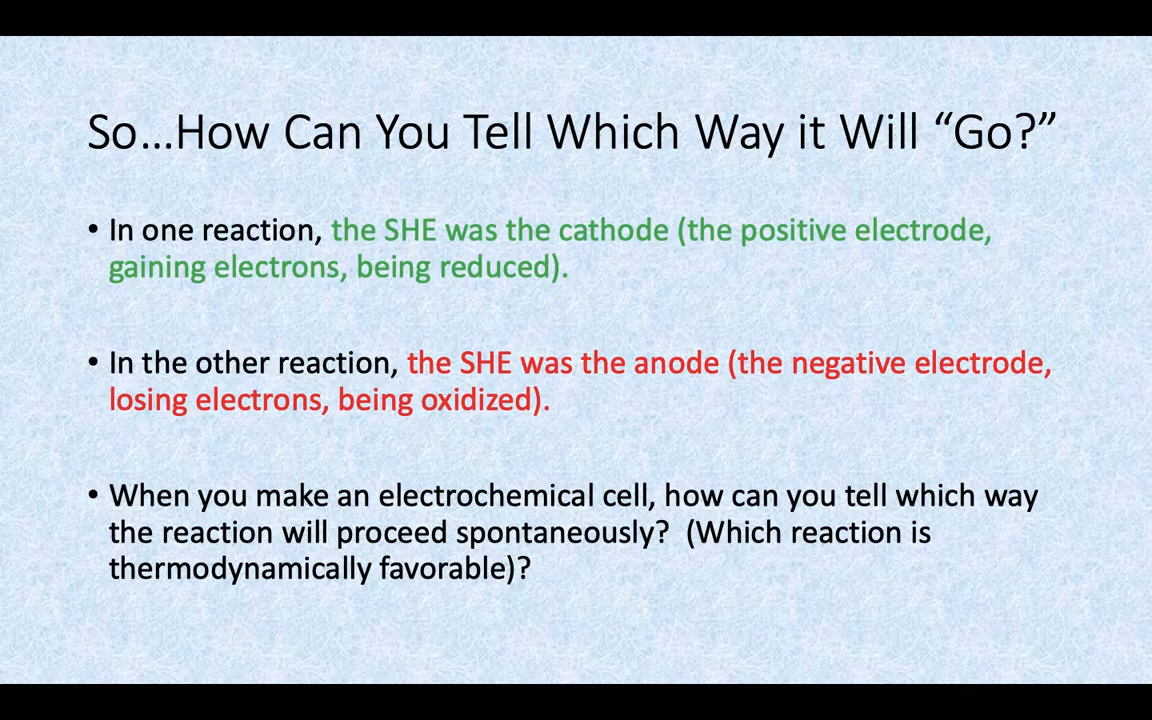 So...How Can You Tell Which Way it Will “Go?”
• In one reaction, the SHE was the cathode (the positive electrode,
gaining electrons, being reduced).
• In the other reaction, the SHE was the anode (the negative electrode,
losing electrons, being oxidized).
• When you make an electrochemical cell, how can you tell which way
the reaction will proceed spontaneously?  (Which reaction is
thermodynamically favorable)?